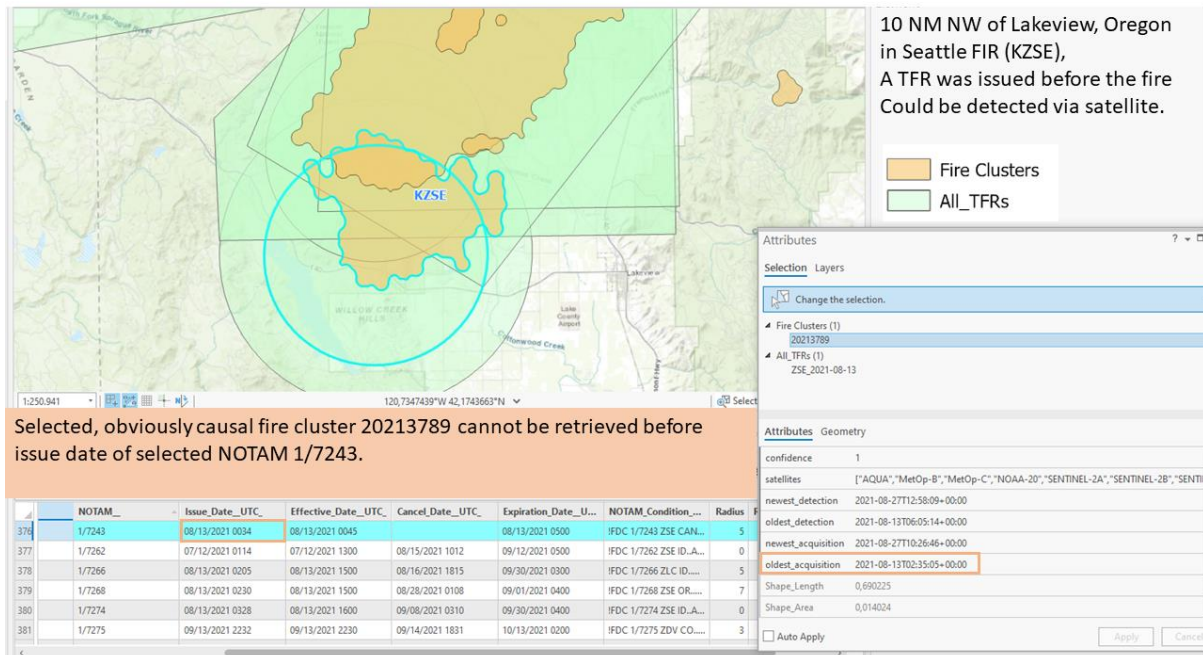 10 NM NW of Lakeview, Oregon
in Seattle FIR (KZSE),
A TFR was issued before the fire
Could be detected via satellite.
Fire Clusters
All_TFRs
KZSE
Lakeview
WILLOW CREEK
HILLS
Lake
County
Airport
Cottonwood Creek
1:250.941
120,7347439°W 42,1743663°N
Select
Selected, obviously causal fire cluster 20213789 cannot be retrieved before
issue date of selected NOTAM 1/7243.
NOTAM__ Issue_Date__UTC_ Effective_Date__UTC_ Cancel_Date__UTC_ Expiration_Date__U... NOTAM_Condition_... Radius
376 1/7243 08/13/2021 0034 08/13/2021 0045 08/13/2021 0500 !FDC 1/7243 ZSE CAN... 5
377 1/7262 07/12/2021 0114 07/12/2021 1300 08/15/2021 1012 09/12/2021 0500 !FDC 1/7262 ZSE ID..A... 0
378 1/7266 08/13/2021 0205 08/13/2021 1500 08/16/2021 1815 09/30/2021 0300 !FDC 1/7266 ZLC ID..... 5
379 1/7268 08/13/2021 0230 08/13/2021 1500 08/28/2021 0108 09/01/2021 0400 !FDC 1/7268 ZSE OR..... 7
380 1/7274 08/13/2021 0328 08/13/2021 1600 09/08/2021 0310 09/30/2021 0400 !FDC 1/7274 ZSE ID..A... 0
381 1/7275 09/13/2021 2232 09/13/2021 2230 09/14/2021 1831 10/13/2021 0200 !FDC 1/7275 ZDV CO..... 3
Attributes
Selection Layers
Change the selection.
Fire Clusters (1)
20213789
All_TFRs (1)
ZSE_2021-08-13
Attributes Geometry
confidence 1
satellites ["AQUA","MetOp-B","MetOp-C","NOAA-20","SENTINEL-2A","SENTINEL-2B","SENTI
newest_detection 2021-08-27T12:58:09+00:00
oldest_detection 2021-08-13T06:05:14+00:00
newest_acquisition 2021-08-27T10:26:46+00:00
oldest_acquisition 2021-08-13T02:35:05+00:00
Shape_Length 0,690225
Shape_Area 0,014024
Auto Apply Apply Cancel